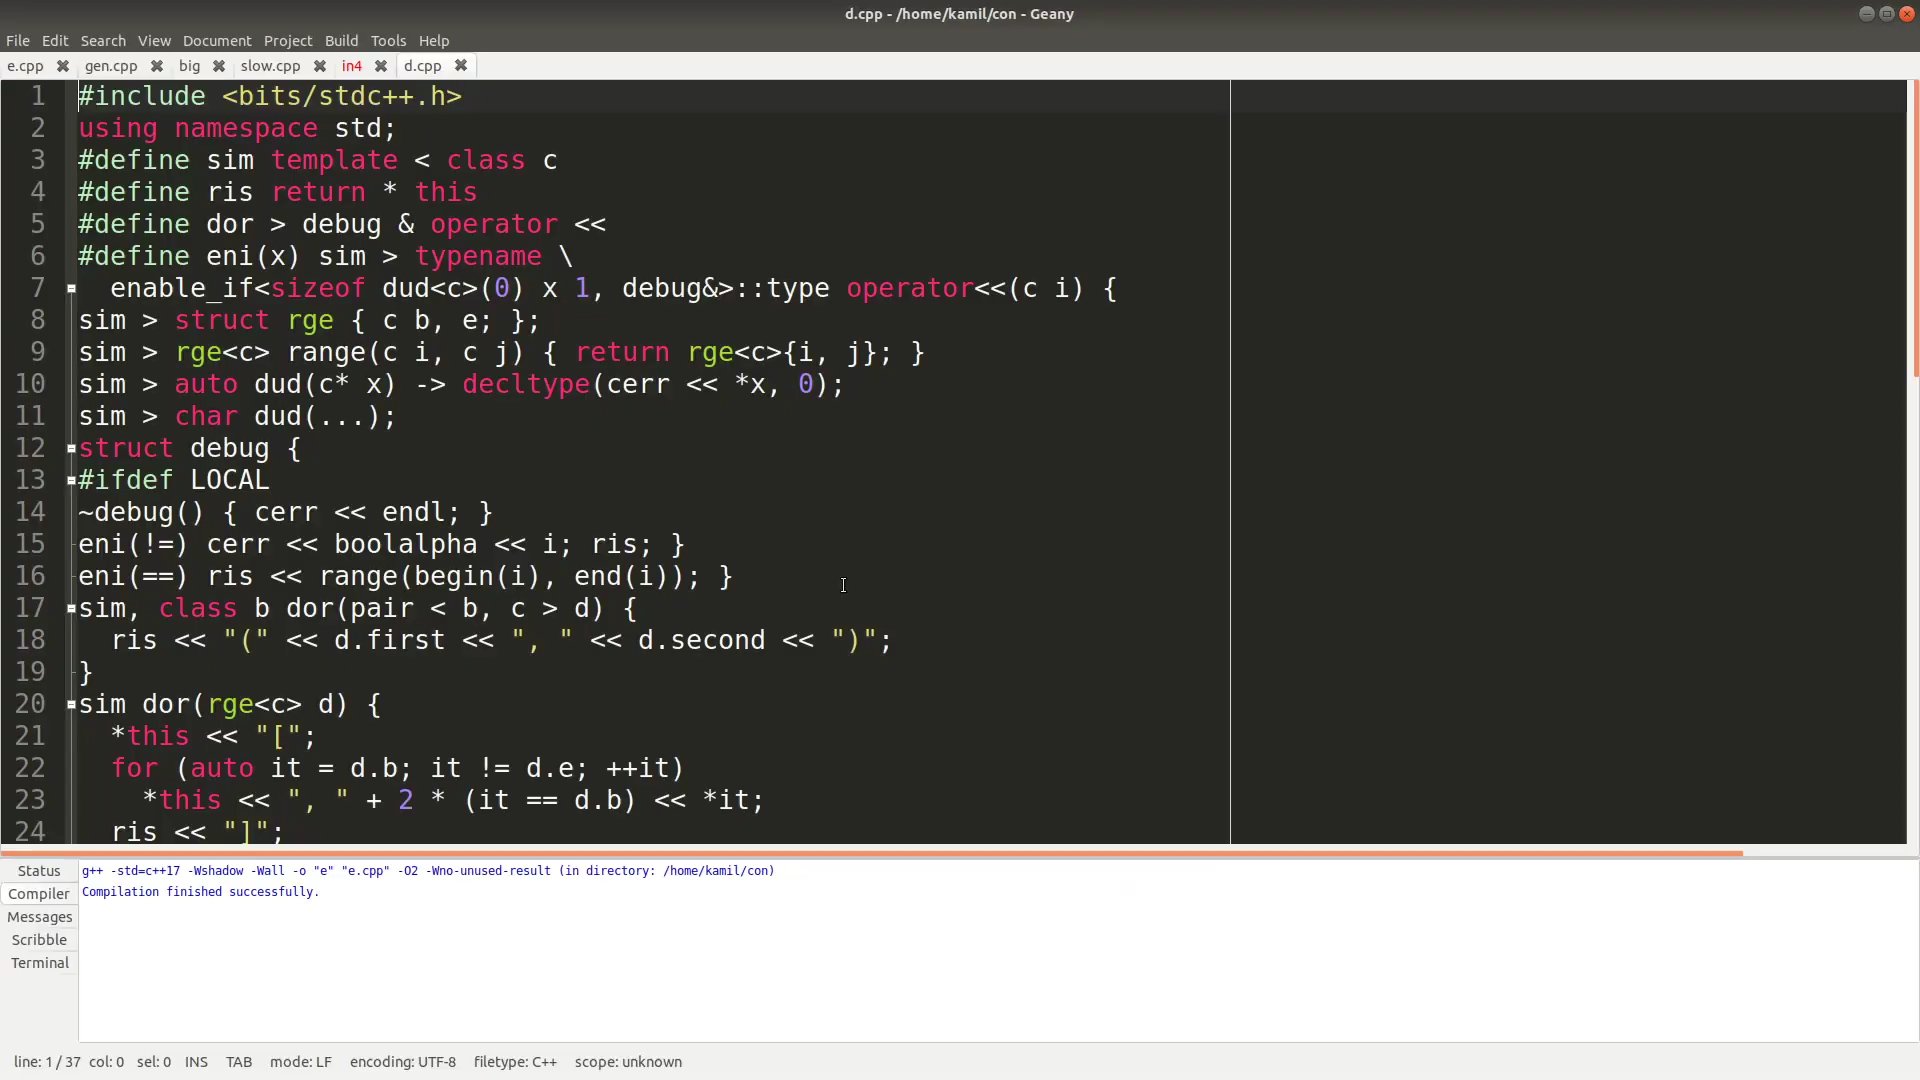 d.cpp - /home/kamil/con - Geany
File Edit Search View Document Project Build Tools Help
e.cpp gen.cpp big slow.cpp in4 d.cpp
1 #include <bits/stdc++.h>
2 using namespace std;
3 #define sim template < class c
4 #define ris return * this
5 #define dor > debug & operator <<
6 #define eni(x) sim > typename \
7   enable_if<sizeof dud<c>(0) x 1, debug&>::type operator<<(c i) {
8 sim > struct rge { c b, e; };
9 sim > rge<c> range(c i, c j) { return rge<c>{i, j}; }
10 sim > auto dud(c* x) -> decltype(cerr << *x, 0);
11 sim > char dud(...);
12 struct debug {
13 #ifdef LOCAL
14 ~debug() { cerr << endl; }
15 eni(!=) cerr << boolalpha << i; ris; }
16 eni(==) ris << range(begin(i), end(i)); }
17 sim, class b dor(pair < b, c > d) {
18   ris << "(" << d.first << ", " << d.second << ")";
19 }
20 sim dor(rge<c> d) {
21   *this << "[";
22   for (auto it = d.b; it != d.e; ++it)
23     *this << ", " + 2 * (it == d.b) << *it;
24   ris << "]";
Status
Compiler
Messages
Scribble
Terminal
g++ -std=c++17 -Wshadow -Wall -o "e" "e.cpp" -O2 -Wno-unused-result (in directory: /home/kamil/con)
Compilation finished successfully.
line: 1 / 37 col: 0 sel: 0 INS TAB mode: LF encoding: UTF-8 filetype: C++ scope: unknown